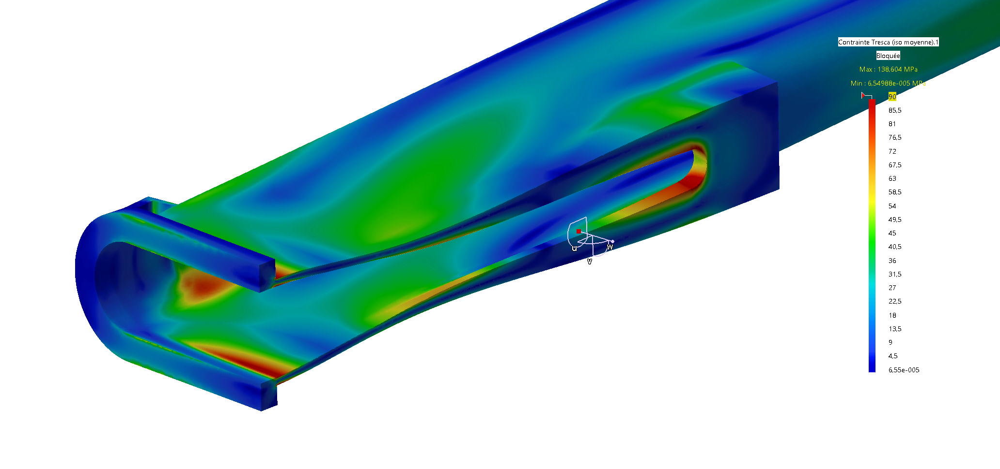 Contrainte Tresca (iso moyenne).1
Bloquée
Max : 138,604 MPa
Min : 6,54988e-005 MPa
90
85,5
81
76,5
72
67,5
63
58,5
54
49,5
45
40,5
36
31,5
27
22,5
18
13,5
9
4,5
6,55e-005
u
w
v